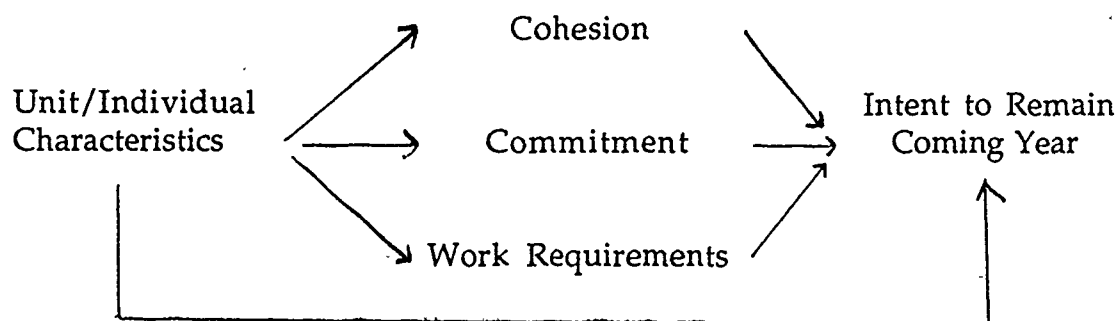 Cohesion
Unit/Individual
Characteristics
Commitment
Intent to Remain
Coming Year
Work Requirements